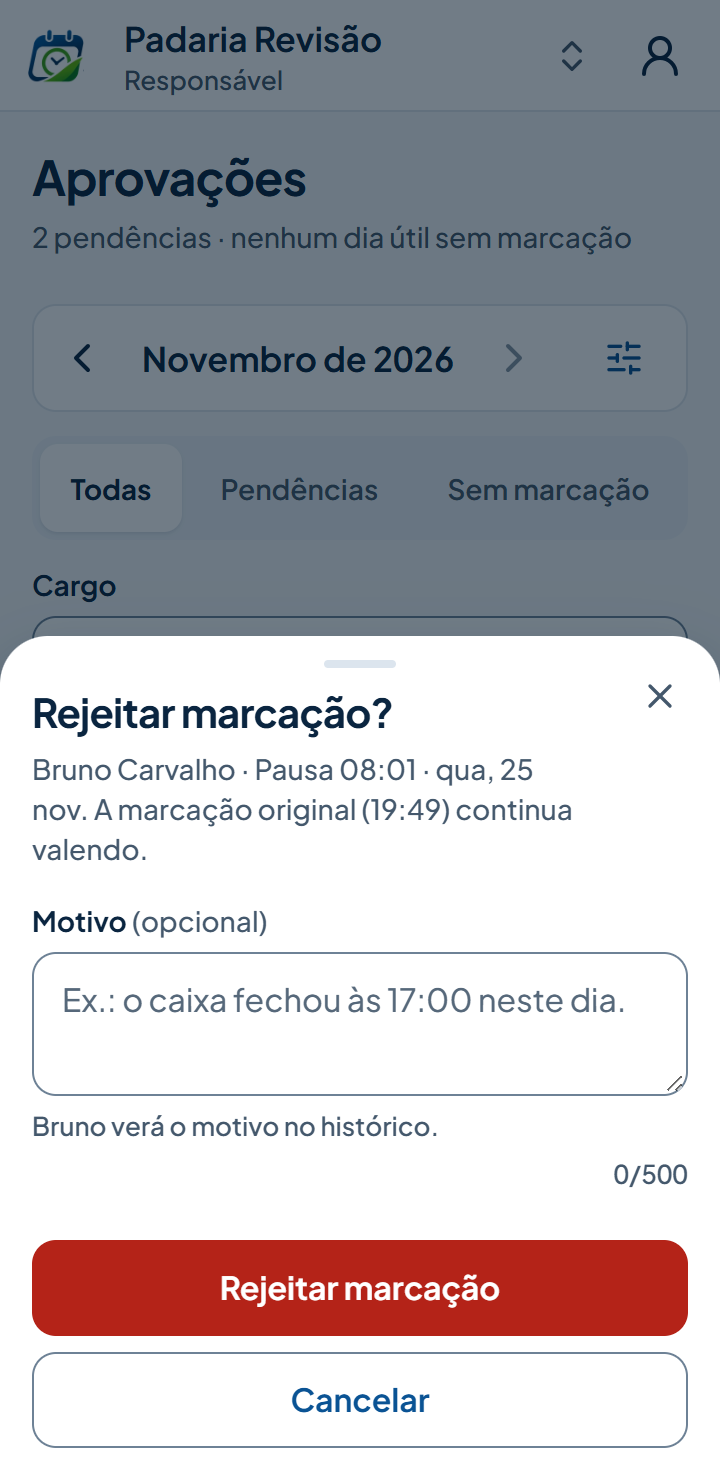 Padaria Revisão
Responsável
Aprovações
2 pendências · nenhum dia útil sem marcação
Novembro de 2026
Todas
Pendências
Sem marcação
Cargo
Rejeitar marcação?
Bruno Carvalho · Pausa 08:01 · qua, 25
nov. A marcação original (19:49) continua
valendo.
Motivo (opcional)
Ex.: o caixa fechou às 17:00 neste dia.
Bruno verá o motivo no histórico.
0/500
Rejeitar marcação
Cancelar